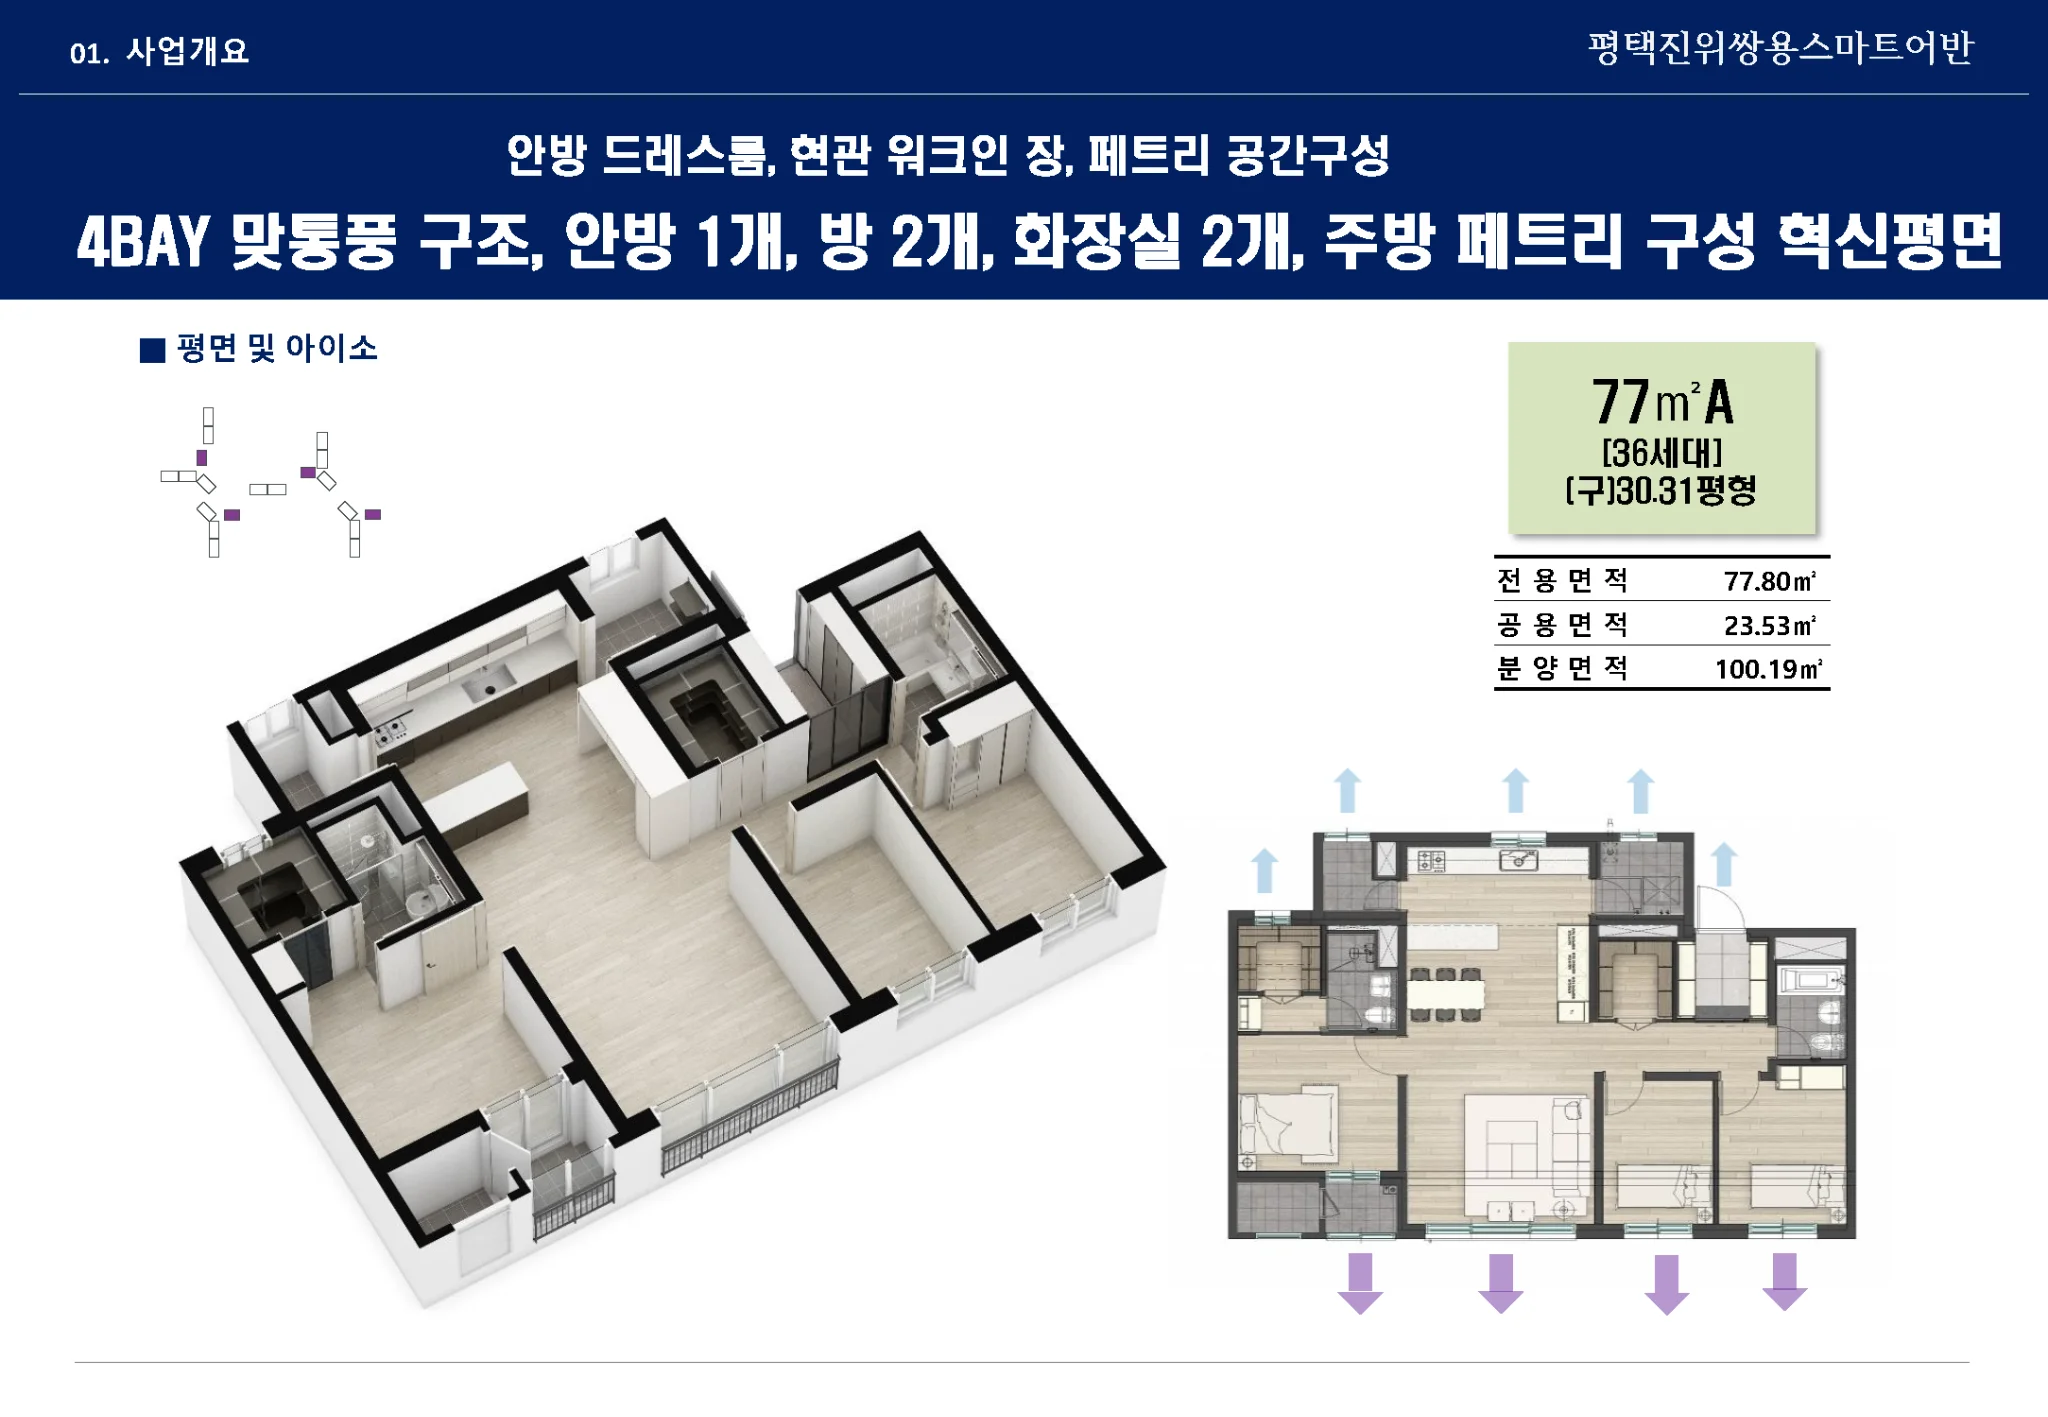 01. 사업개요
평택진위쌍용스마트어반
안방 드레스룸, 현관 워크인 장, 페트리 공간구성
4BAY 맞통풍 구조, 안방 1개, 방 2개, 화장실 2개, 주방 페트리 구성 혁신평면
■ 평면 및 아이소
77㎡A
[36세대]
(구)30.31평형
전용면적 77.80㎡
공용면적 23.53㎡
분양면적 100.19㎡